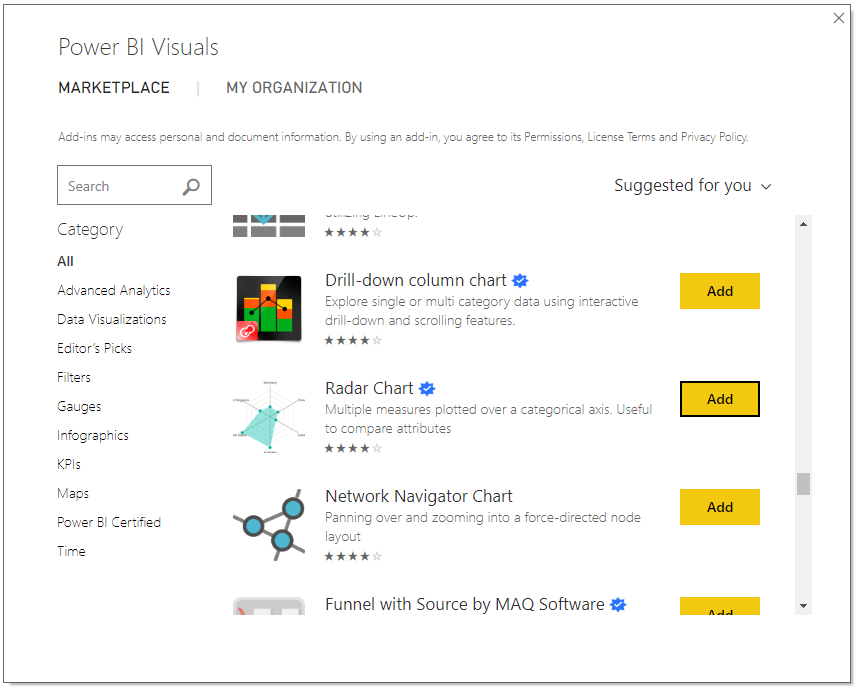 Power BI Visuals
MARKETPLACE | MY ORGANIZATION
Add-ins may access personal and document information. By using an add-in, you agree to its Permissions, License Terms and Privacy Policy.
Search
Suggested for you
Category
All
Advanced Analytics
Data Visualizations
Editor's Picks
Filters
Gauges
Infographics
KPIs
Maps
Power BI Certified
Time
utilizing LineUp.
Drill-down column chart
Explore single or multi category data using interactive
drill-down and scrolling features.
Add
Radar Chart
Multiple measures plotted over a categorical axis. Useful
to compare attributes
Add
Network Navigator Chart
Panning over and zooming into a force-directed node
layout
Add
Funnel with Source by MAQ Software
Add